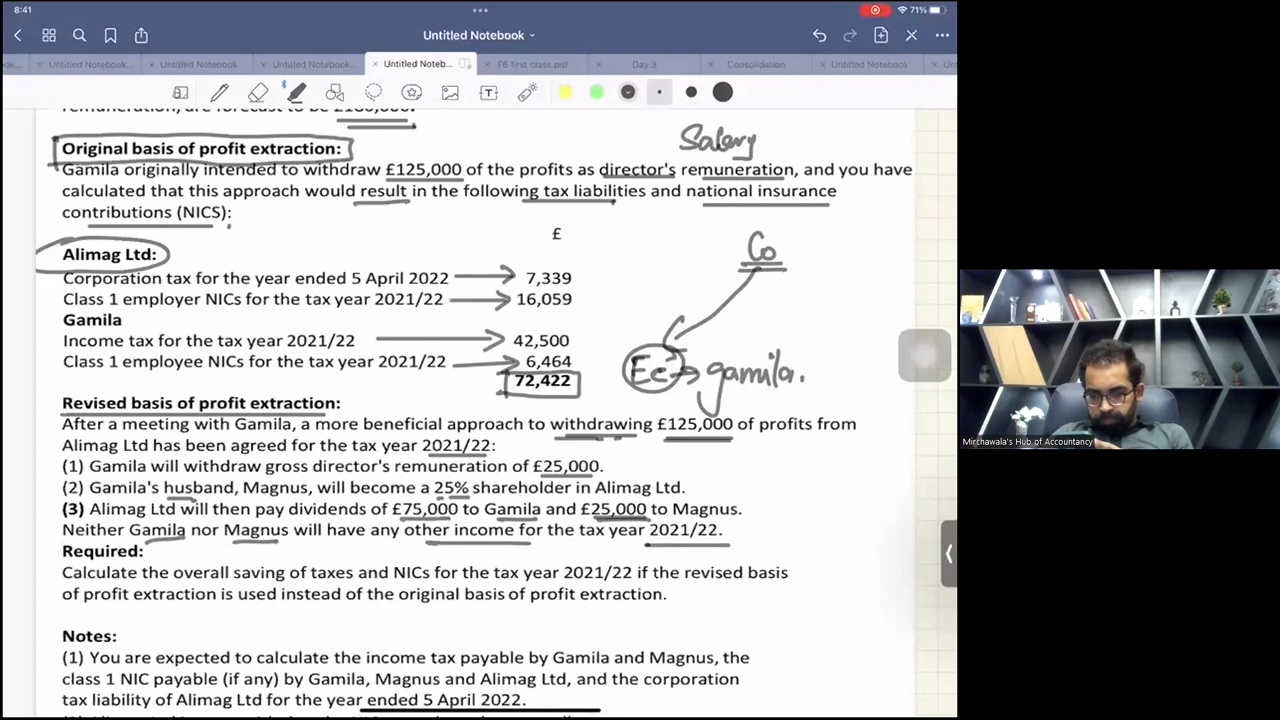 8:41
71%
Untitled Notebook
Untitled Notebook...
Untitled Notebook
Untitled Notebook...
Untitled Noteb...
F6 first class.pdf
Day 3
Consolidation
Untitled Notebook
remuneration, are forecast to be
Original basis of profit extraction:
Salary
Gamila originally intended to withdraw £125,000 of the profits as director's remuneration, and you have
calculated that this approach would result in the following tax liabilities and national insurance
contributions (NICS):
£
Co
Alimag Ltd:
Corporation tax for the year ended 5 April 2022 7,339
Class 1 employer NICs for the tax year 2021/22 16,059
Gamila
Income tax for the tax year 2021/22 42,500
Class 1 employee NICs for the tax year 2021/22 6,464
Ee gamila.
72,422
Revised basis of profit extraction:
After a meeting with Gamila, a more beneficial approach to withdrawing £125,000 of profits from
Alimag Ltd has been agreed for the tax year 2021/22:
(1) Gamila will withdraw gross director's remuneration of £25,000.
(2) Gamila's husband, Magnus, will become a 25% shareholder in Alimag Ltd.
(3) Alimag Ltd will then pay dividends of £75,000 to Gamila and £25,000 to Magnus.
Neither Gamila nor Magnus will have any other income for the tax year 2021/22.
Required:
Calculate the overall saving of taxes and NICs for the tax year 2021/22 if the revised basis
of profit extraction is used instead of the original basis of profit extraction.
Notes:
(1) You are expected to calculate the income tax payable by Gamila and Magnus, the
class 1 NIC payable (if any) by Gamila, Magnus and Alimag Ltd, and the corporation
tax liability of Alimag Ltd for the year ended 5 April 2022.
Mirchawala's Hub of Accountancy